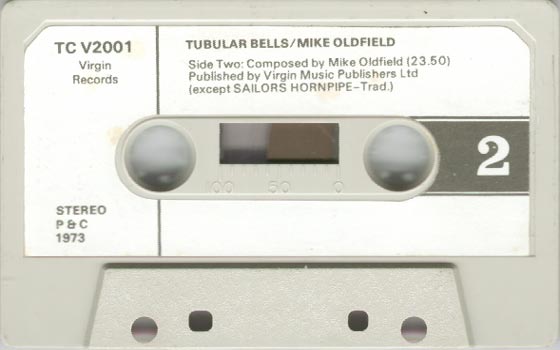 TC V2001
Virgin
Records
TUBULAR BELLS/MIKE OLDFIELD
Side Two: Composed by Mike Oldfield (23.50)
Published by Virgin Music Publishers Ltd
(except SAILORS HORNPIPE–Trad.)
2
100 50 0
STEREO
P & C
1973